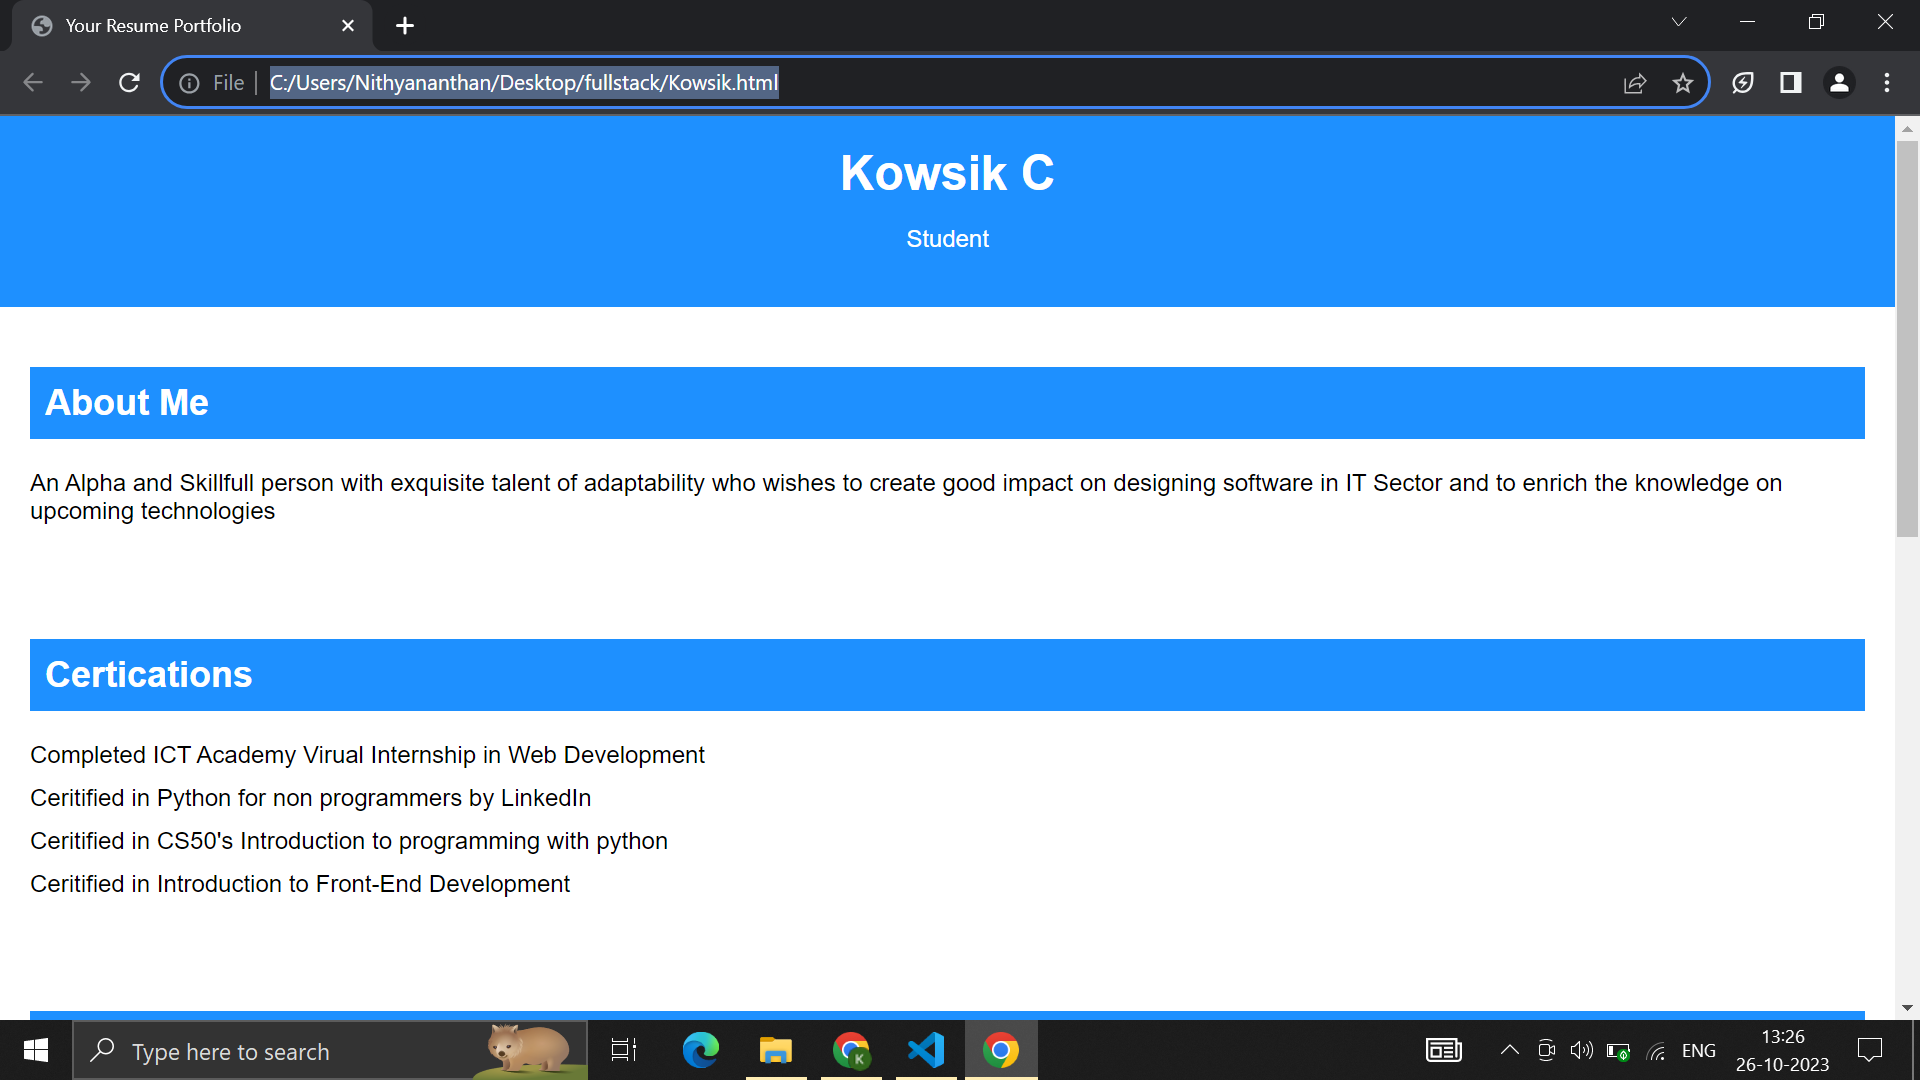 Your Resume Portfolio
File
C:/Users/Nithyananthan/Desktop/fullstack/Kowsik.html
Kowsik C
Student
About Me
An Alpha and Skillfull person with exquisite talent of adaptability who wishes to create good impact on designing software in IT Sector and to enrich the knowledge on
upcoming technologies
Certications
Completed ICT Academy Virual Internship in Web Development
Ceritified in Python for non programmers by LinkedIn
Ceritified in CS50's Introduction to programming with python
Ceritified in Introduction to Front-End Development
Type here to search
K
ENG
13:26
26-10-2023